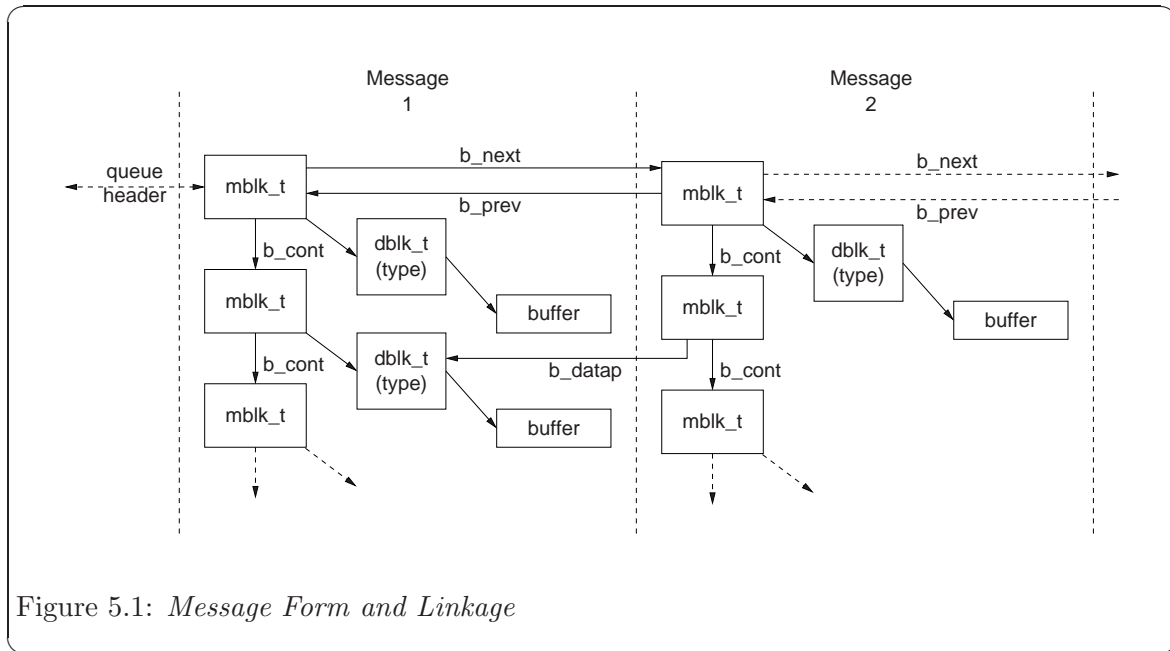 Message
1
Message
2
b_next
b_next
queue
header
mblk_t
mblk_t
b_prev
b_prev
b_cont
dblk_t
(type)
b_cont
dblk_t
(type)
mblk_t
buffer
mblk_t
buffer
b_cont
dblk_t
(type)
b_datap
b_cont
mblk_t
buffer
mblk_t
Figure 5.1: Message Form and Linkage